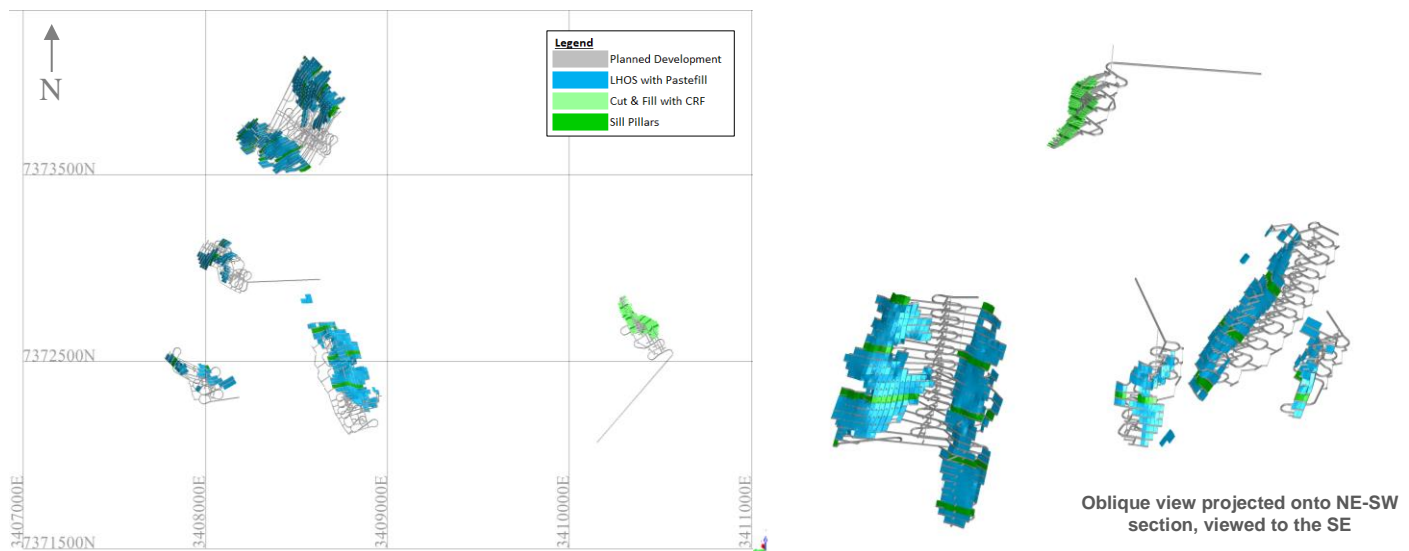 N
Legend
Planned Development
LHOS with Pastefill
Cut & Fill with CRF
Sill Pillars
7373500N
7372500N
7371500N
3407000E
3408000E
3409000E
3410000E
3411000E
Oblique view projected onto NE-SW
section, viewed to the SE